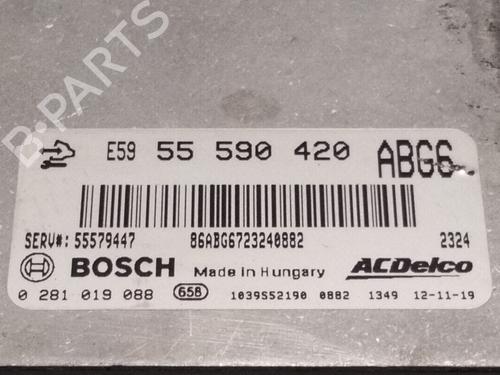 B-PARTS
E59 55 590 420 ABG6
SERV#: 55579447 86ABG6723240882 2324
BOSCH Made in Hungary ACDelco
0 281 019 088 658 1039S52190 0882 1349 12-11-19